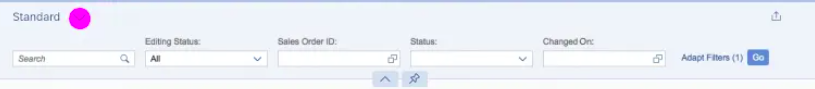 Standard
Editing Status: Sales Order ID: Status: Changed On:
Search All Adapt Filters (1) Go